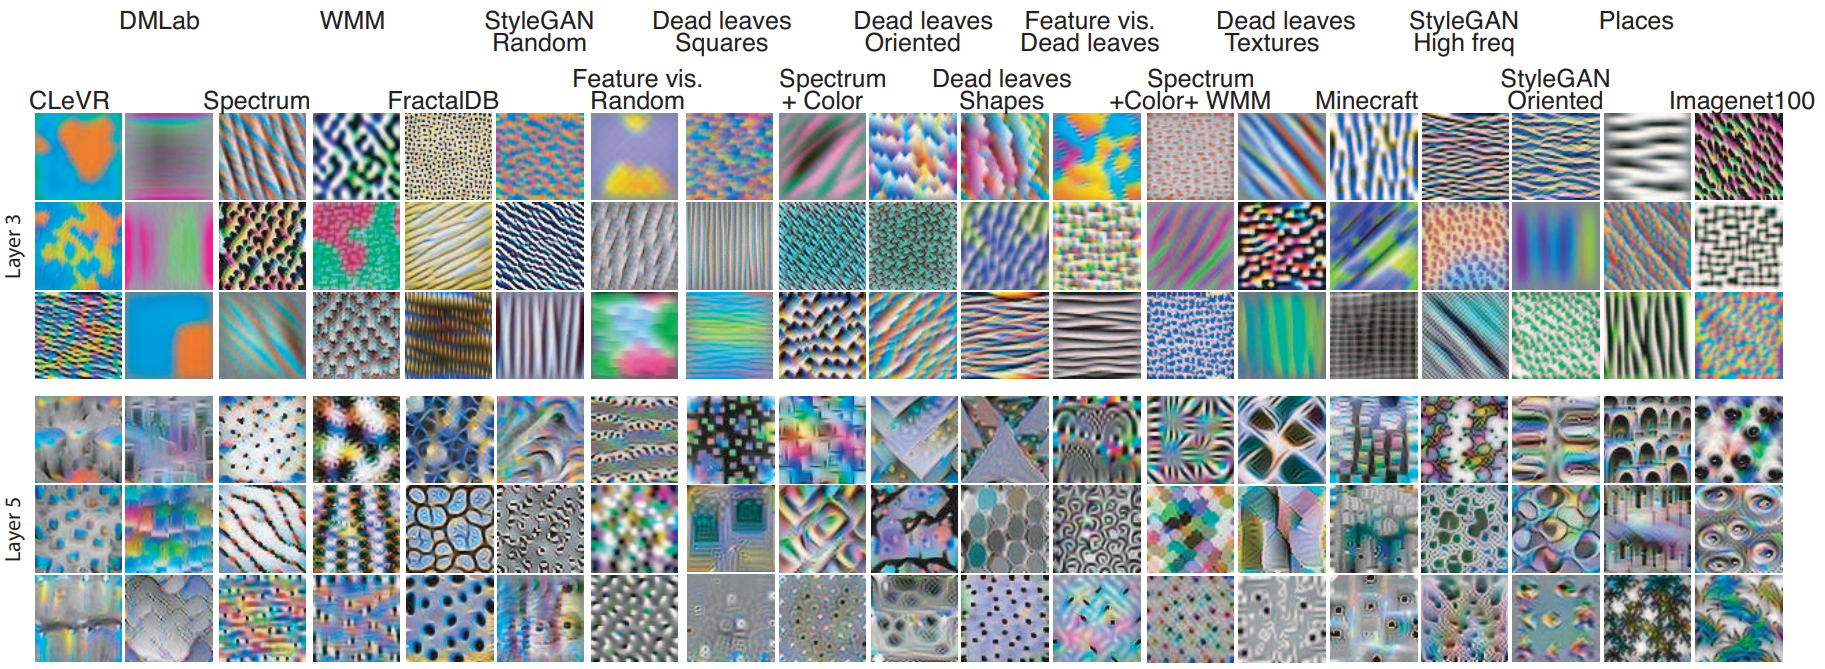 DMLab
WMM
StyleGAN
Random
Dead leaves
Squares
Dead leaves
Oriented
Feature vis.
Dead leaves
Dead leaves
Textures
StyleGAN
High freq
Places
CLeVR
Spectrum
FractalDB
Feature vis.
Random
Spectrum
+ Color
Dead leaves
Shapes
Spectrum
+Color+ WMM
Minecraft
StyleGAN
Oriented
Imagenet100
Layer 3
Layer 5